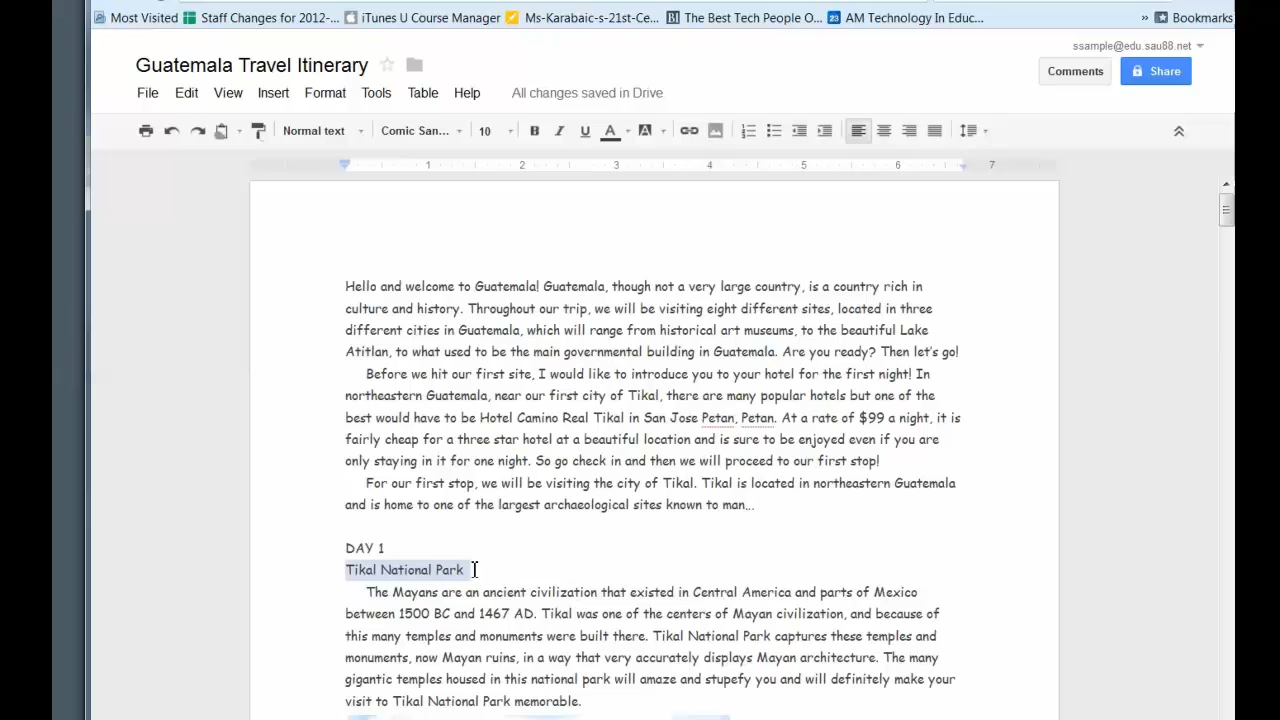 Most Visited Staff Changes for 2012-... iTunes U Course Manager Ms-Karabaic-s-21st-Ce... The Best Tech People O... 23 AM Technology In Educ... » Bookmarks
ssample@edu.sau88.net
Guatemala Travel Itinerary
Comments Share
File Edit View Insert Format Tools Table Help All changes saved in Drive
Normal text Comic San... 10 B I U A A
1 2 3 4 5 6 7
Hello and welcome to Guatemala! Guatemala, though not a very large country, is a country rich in
culture and history. Throughout our trip, we will be visiting eight different sites, located in three
different cities in Guatemala, which will range from historical art museums, to the beautiful Lake
Atitlan, to what used to be the main governmental building in Guatemala. Are you ready? Then let's go!
Before we hit our first site, I would like to introduce you to your hotel for the first night! In
northeastern Guatemala, near our first city of Tikal, there are many popular hotels but one of the
best would have to be Hotel Camino Real Tikal in San Jose Petan, Petan. At a rate of $99 a night, it is
fairly cheap for a three star hotel at a beautiful location and is sure to be enjoyed even if you are
only staying in it for one night. So go check in and then we will proceed to our first stop!
For our first stop, we will be visiting the city of Tikal. Tikal is located in northeastern Guatemala
and is home to one of the largest archaeological sites known to man...
DAY 1
Tikal National Park
The Mayans are an ancient civilization that existed in Central America and parts of Mexico
between 1500 BC and 1467 AD. Tikal was one of the centers of Mayan civilization, and because of
this many temples and monuments were built there. Tikal National Park captures these temples and
monuments, now Mayan ruins, in a way that very accurately displays Mayan architecture. The many
gigantic temples housed in this national park will amaze and stupefy you and will definitely make your
visit to Tikal National Park memorable.